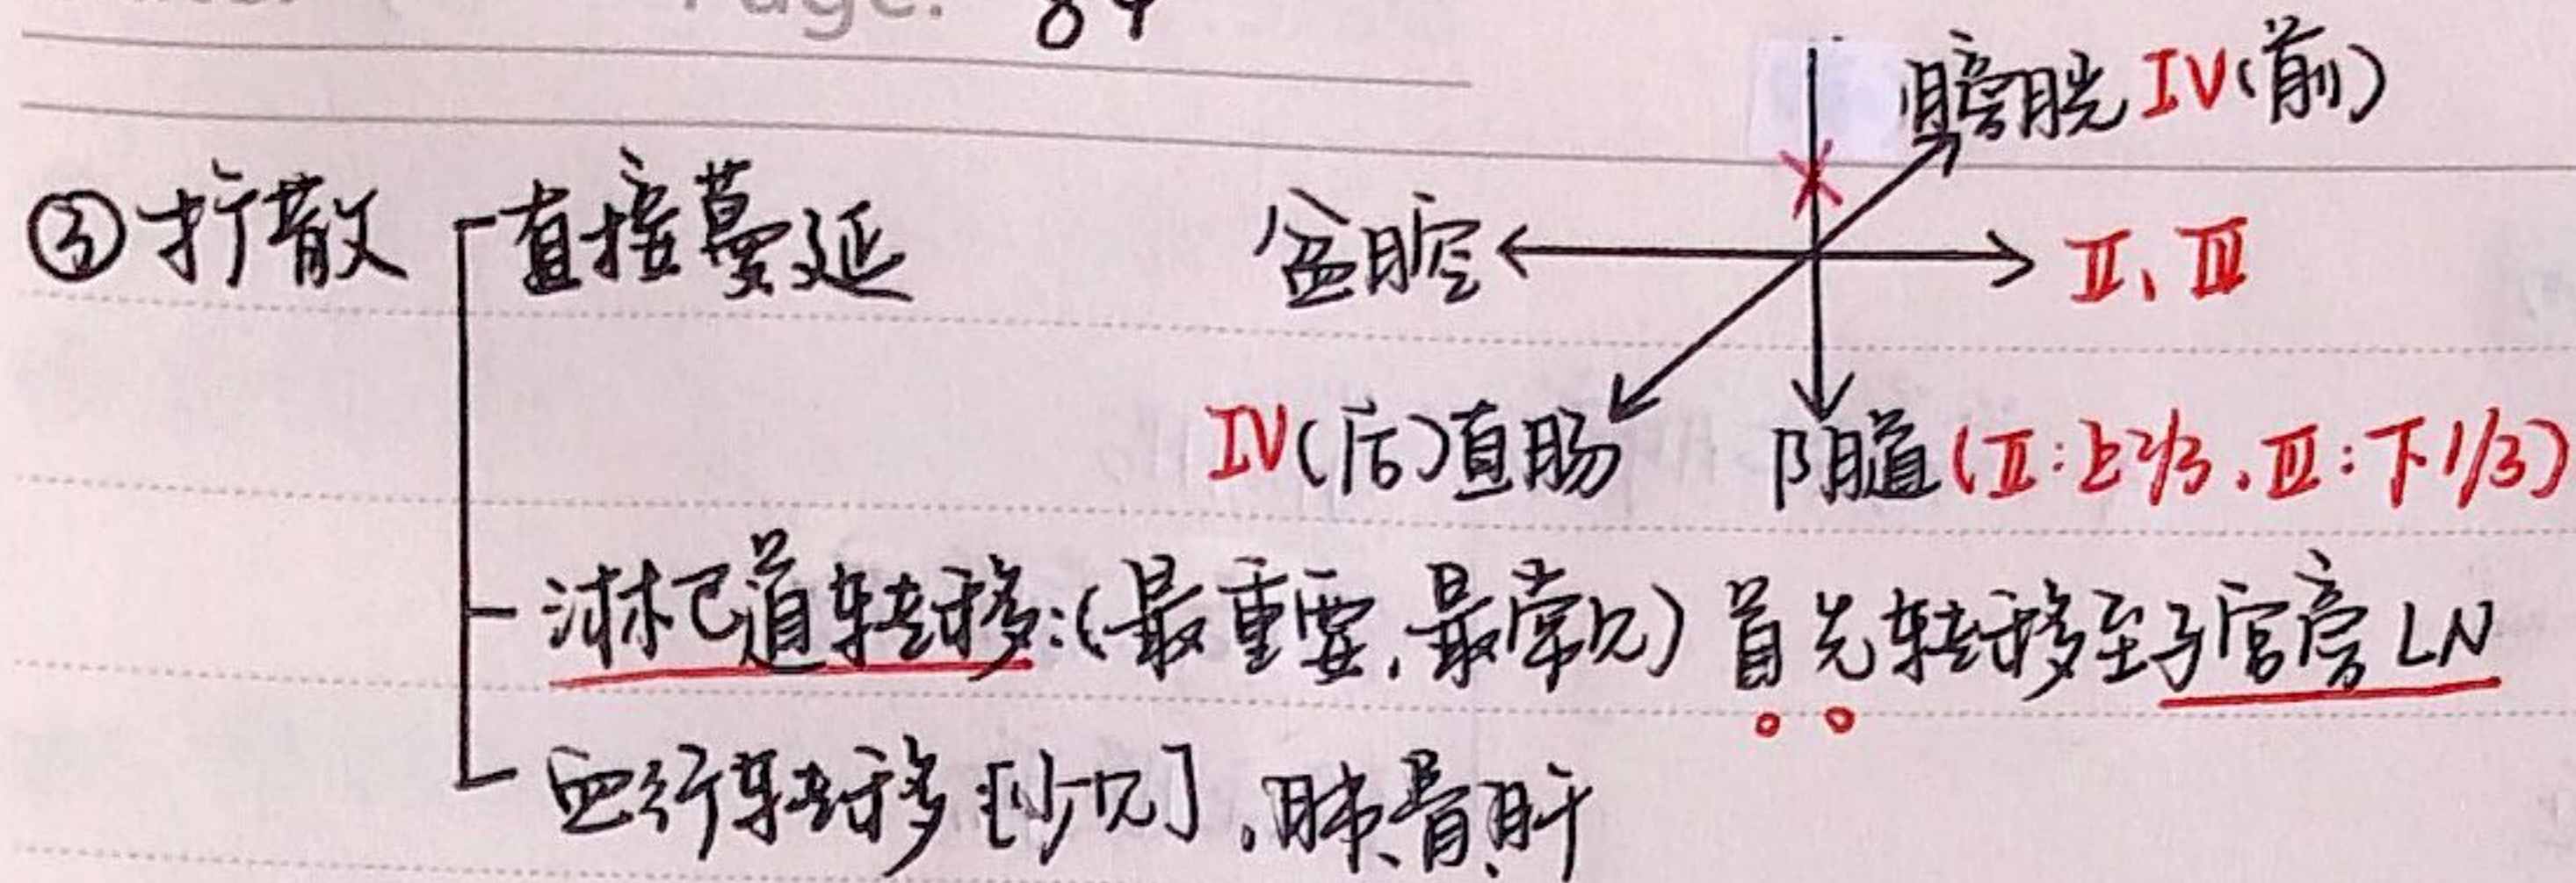 Page: 84
膀胱 IV(前)
③扩散 直接蔓延 盆腔 II、III
IV(后)直肠 阴道(II:上2/3,III:下1/3)
淋巴道转移:(最重要,最常见)首先转移至子宫旁LN
血行转移[少见],肺、骨、肝